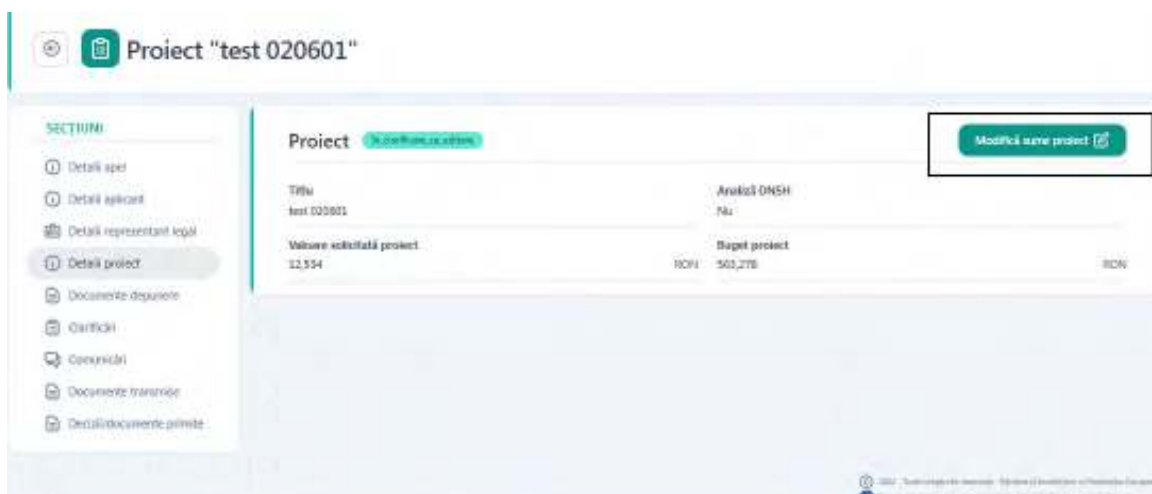 Proiect "test 020601"
SECȚIUNI
Detalii apel
Detalii aplicant
Detalii reprezentant legal
Detalii proiect
Documente depunere
Clarificări
Comunicări
Documente transmise
Decizii/documente primite
Proiect
Modifică sume proiect
Titlu
test 020601
Analiză DNSH
Nu
Valoare solicitată proiect
RON
Buget proiect
503,278 RON